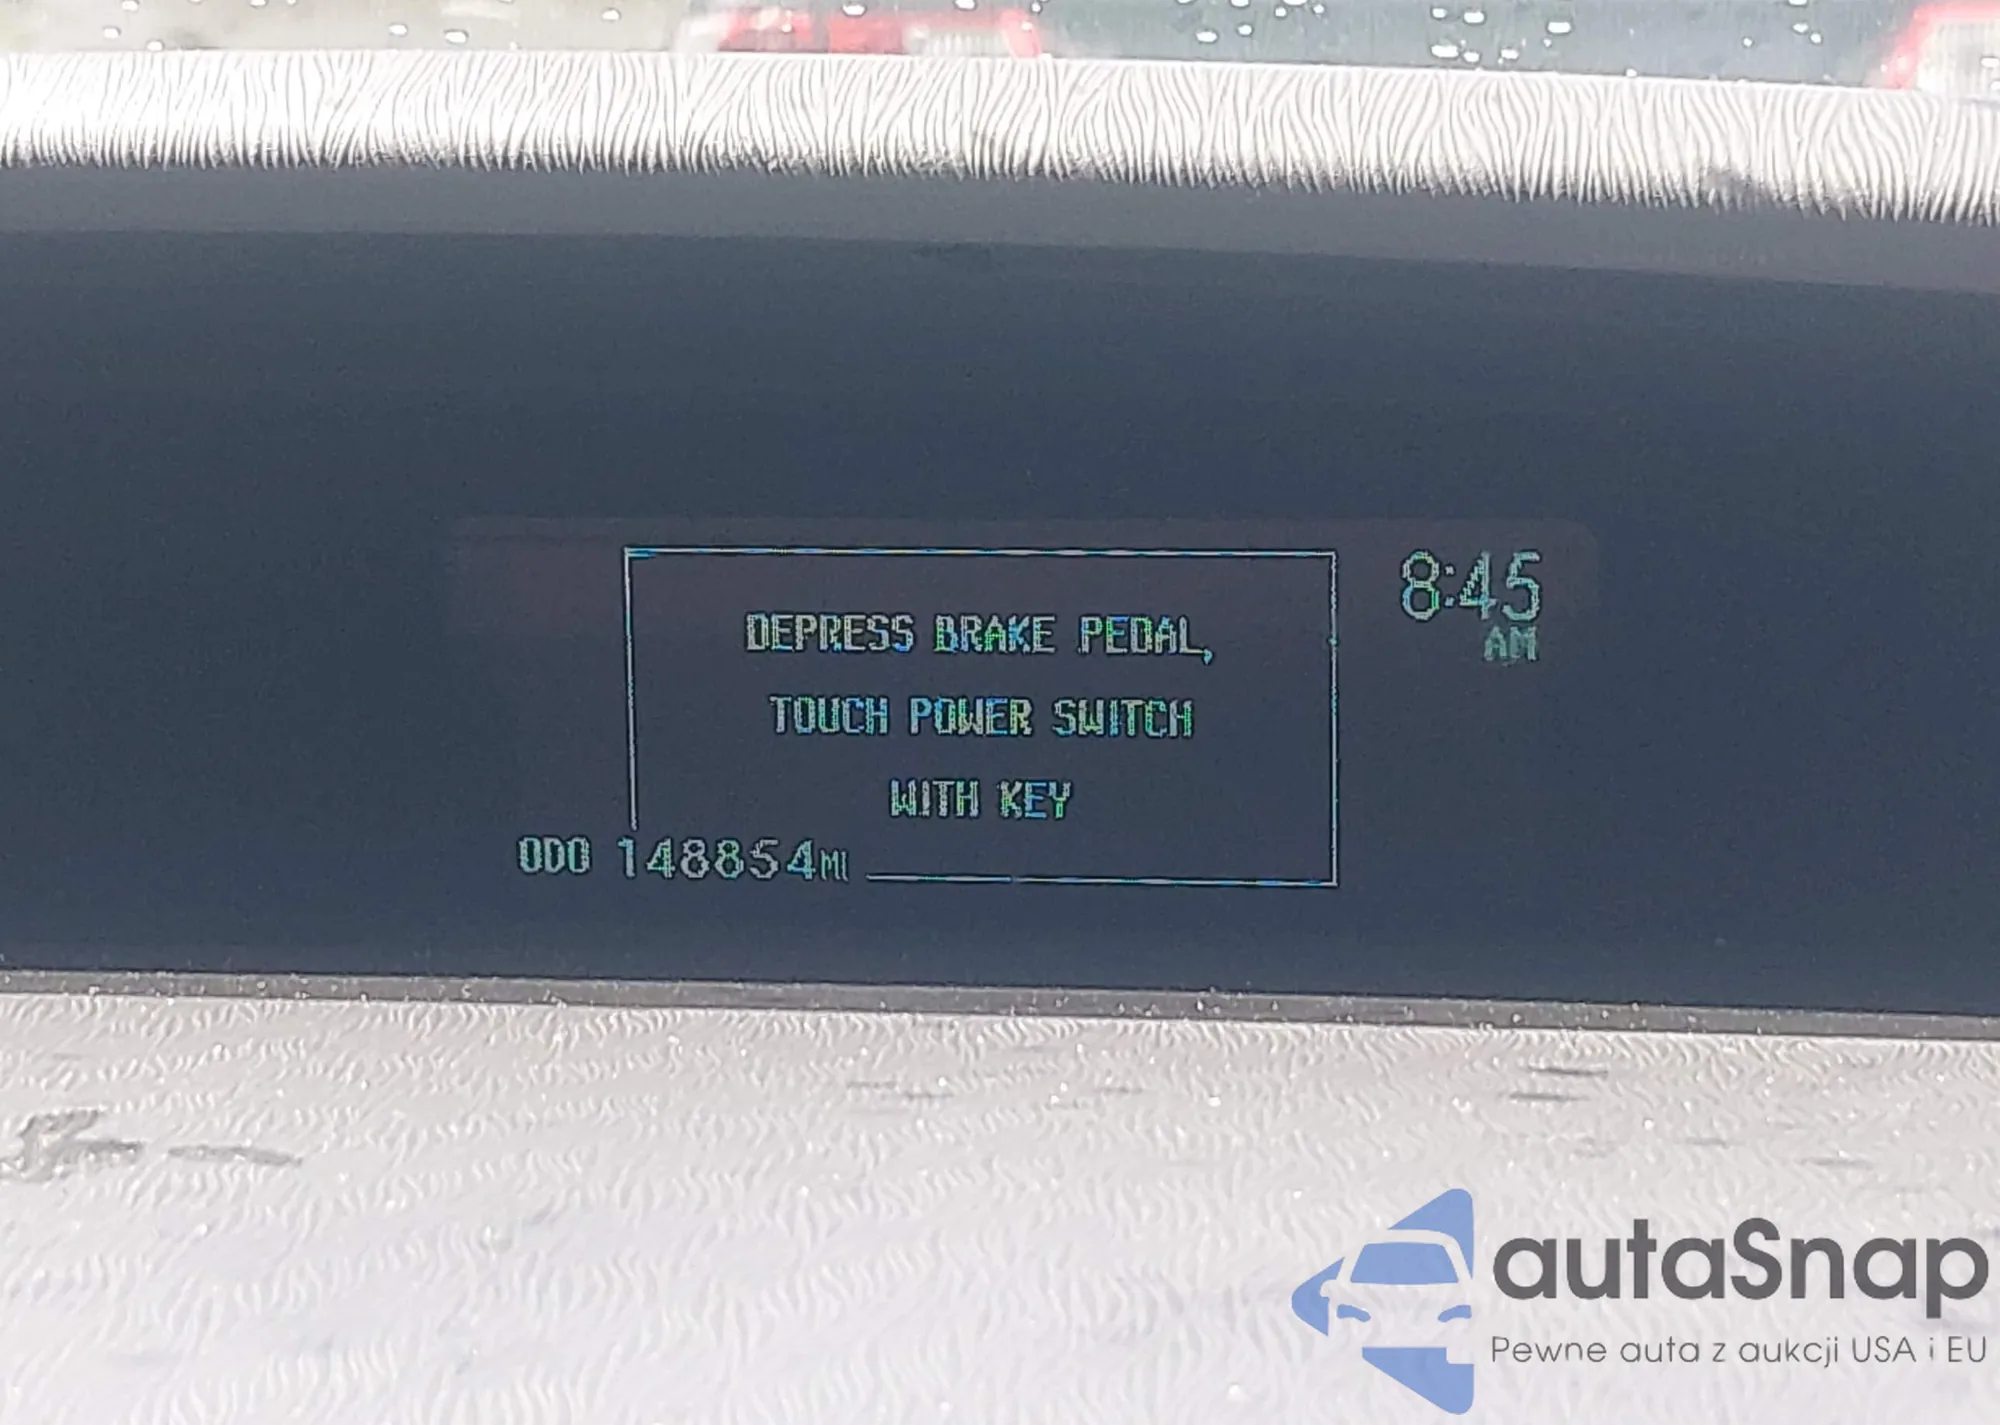 DEPRESS BRAKE PEDAL,
TOUCH POWER SWITCH
WITH KEY
8:45
AM
ODO 148854MI
autaSnap
Pewne auta z aukcji USA i EU